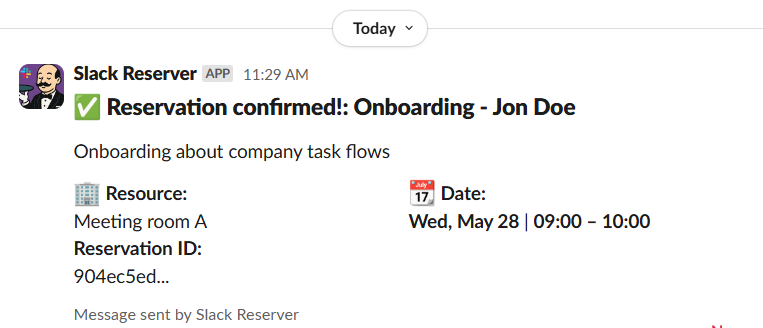 Today
Slack Reserver APP 11:29 AM
✅ Reservation confirmed!: Onboarding - Jon Doe
Onboarding about company task flows
🏢 Resource:
Meeting room A
📅 Date:
Wed, May 28 | 09:00 – 10:00
Reservation ID:
904ec5ed...
Message sent by Slack Reserver